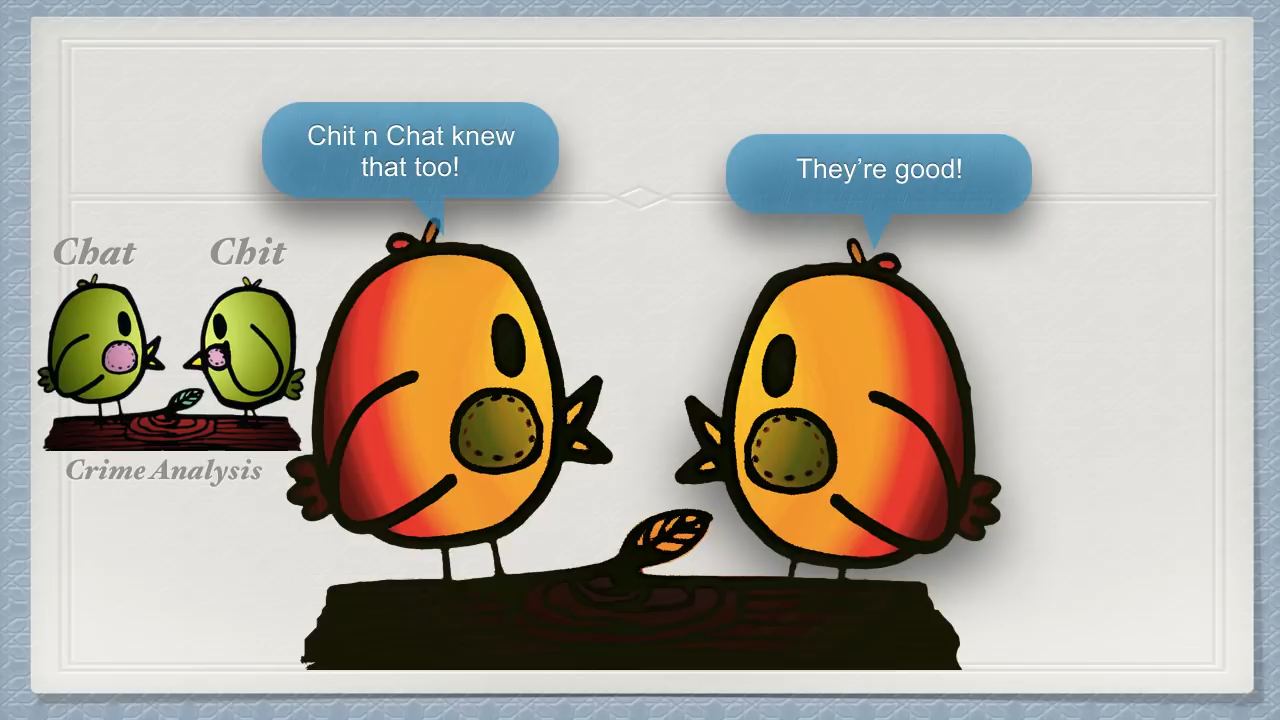 Chit n Chat knew
that too!
They’re good!
Chat Chit
Crime Analysis